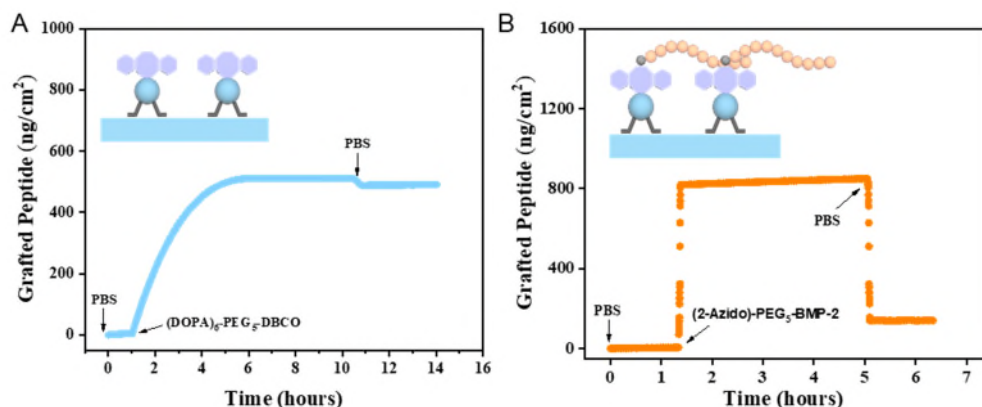 A
1000
800
600
400
200
0
Grafted Peptide (ng/cm²)
PBS
PBS
(DOPA)₆-PEG₅-DBCO
0 2 4 6 8 10 12 14 16
Time (hours)
B
1600
1200
800
400
0
Grafted Peptide (ng/cm²)
PBS
PBS
(2-Azido)-PEG₅-BMP-2
0 1 2 3 4 5 6 7
Time (hours)